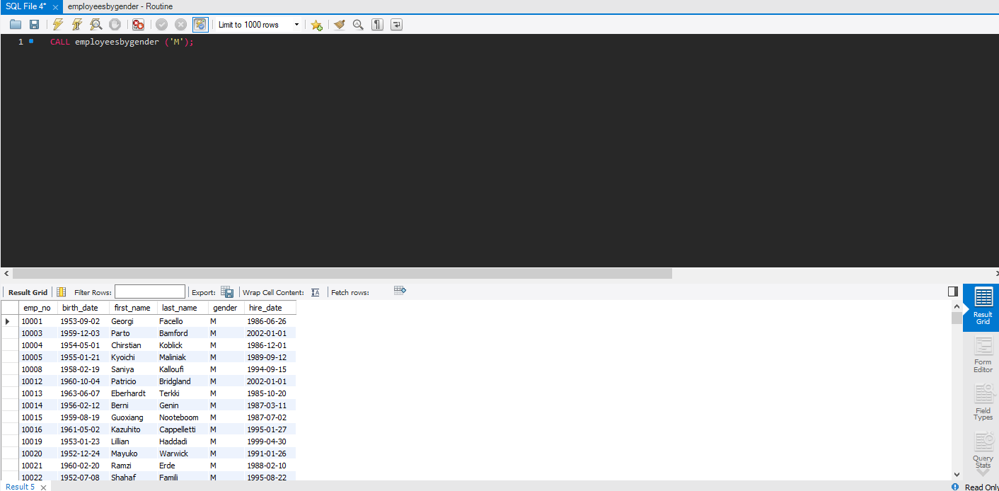 SQL File 4* employeesbygender - Routine
Limit to 1000 rows
1 CALL employeesbygender ('M');
Result Grid Filter Rows: Export: Wrap Cell Content: Fetch rows:
emp_no birth_date first_name last_name gender hire_date
10001 1953-09-02 Georgi Facello M 1986-06-26
10003 1959-12-03 Parto Bamford M 2002-01-01
10004 1954-05-01 Chirstian Koblick M 1986-12-01
10005 1955-01-21 Kyoichi Maliniak M 1989-09-12
10008 1958-02-19 Saniya Kalloufi M 1994-09-15
10012 1960-10-04 Patricio Bridgland M 2002-01-01
10013 1963-06-07 Eberhardt Terkki M 1985-10-20
10014 1956-02-12 Berni Genin M 1987-03-11
10015 1959-08-19 Guoxiang Nooteboom M 1987-07-02
10016 1961-05-02 Kazuhito Cappelletti M 1995-01-27
10019 1953-01-23 Lillian Haddadi M 1999-04-30
10020 1952-12-24 Mayuko Warwick M 1991-01-26
10021 1960-02-20 Ramzi Erde M 1988-02-10
10022 1952-07-08 Shahaf Famili M 1995-08-22
Result
Grid
Form
Editor
Field
Types
Query
Stats
Result 5
Read Only